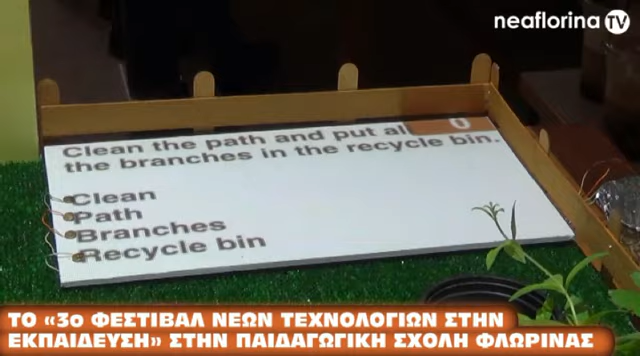 neaflorina TV
Clean the path and put al
0
the branches in the recycle bin.
Clean
Path
Branches
Recycle bin
ΤΟ «3ο ΦΕΣΤΙΒΑΛ ΝΕΩΝ ΤΕΧΝΟΛΟΓΙΩΝ ΣΤΗΝ
ΕΚΠΑΙΔΕΥΣΗ» ΣΤΗΝ ΠΑΙΔΑΓΩΓΙΚΗ ΣΧΟΛΗ ΦΛΩΡΙΝΑΣ